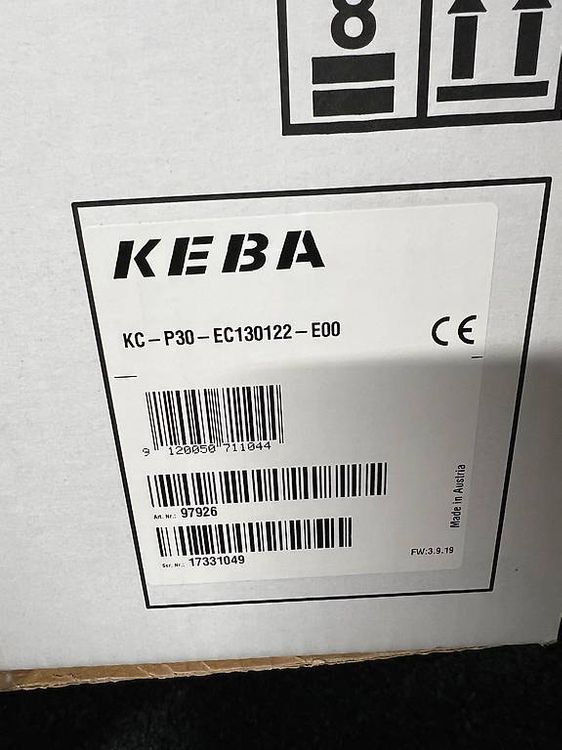 8
KEBA
KC-P30-EC130122-E00
CE
9 120050 711044
Art. Nr.: 97926
Ser. Nr.: 17331049
Made in Austria
FW:3.9.19